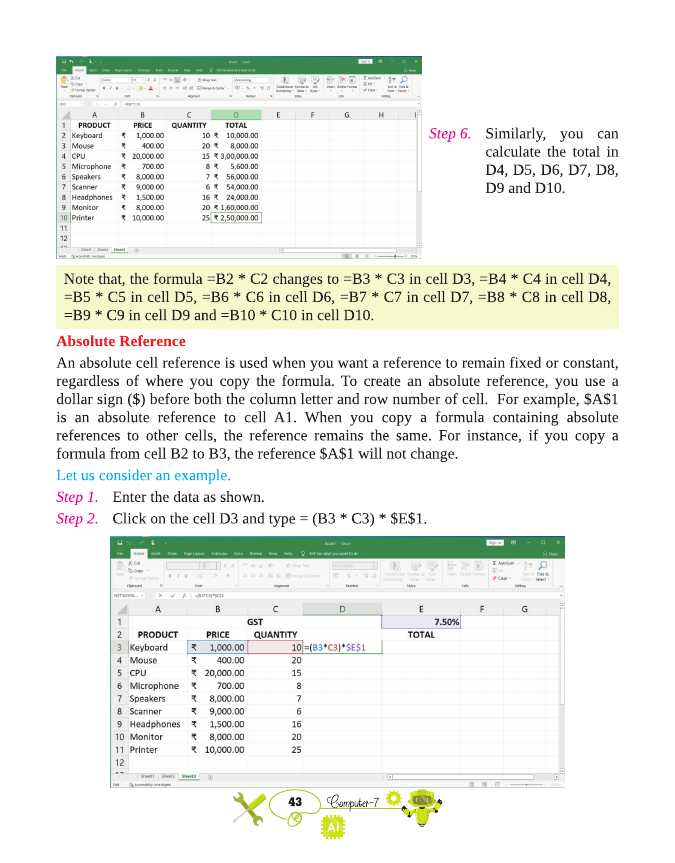 A B C D E F G H I
1 PRODUCT PRICE QUANTITY TOTAL
2 Keyboard ₹ 1,000.00 10 ₹ 10,000.00
3 Mouse ₹ 400.00 20 ₹ 8,000.00
4 CPU ₹ 20,000.00 15 ₹ 3,00,000.00
5 Microphone ₹ 700.00 8 ₹ 5,600.00
6 Speakers ₹ 8,000.00 7 ₹ 56,000.00
7 Scanner ₹ 9,000.00 6 ₹ 54,000.00
8 Headphones ₹ 1,500.00 16 ₹ 24,000.00
9 Monitor ₹ 8,000.00 20 ₹ 1,60,000.00
10 Printer ₹ 10,000.00 25 ₹ 2,50,000.00
11
12
Sheet1 Sheet2 Sheet3
Step 6. Similarly, you can
calculate the total in
D4, D5, D6, D7, D8,
D9 and D10.
Note that, the formula =B2 * C2 changes to =B3 * C3 in cell D3, =B4 * C4 in cell D4,
=B5 * C5 in cell D5, =B6 * C6 in cell D6, =B7 * C7 in cell D7, =B8 * C8 in cell D8,
=B9 * C9 in cell D9 and =B10 * C10 in cell D10.
Absolute Reference
An absolute cell reference is used when you want a reference to remain fixed or constant,
regardless of where you copy the formula. To create an absolute reference, you use a
dollar sign ($) before both the column letter and row number of cell. For example, $A$1
is an absolute reference to cell A1. When you copy a formula containing absolute
references to other cells, the reference remains the same. For instance, if you copy a
formula from cell B2 to B3, the reference $A$1 will not change.
Let us consider an example.
Step 1. Enter the data as shown.
Step 2. Click on the cell D3 and type = (B3 * C3) * $E$1.
=(B3*C3)*$E$1
A B C D E F G
1 GST 7.50%
2 PRODUCT PRICE QUANTITY TOTAL
3 Keyboard ₹ 1,000.00 10 =(B3*C3)*$E$1
4 Mouse ₹ 400.00 20
5 CPU ₹ 20,000.00 15
6 Microphone ₹ 700.00 8
7 Speakers ₹ 8,000.00 7
8 Scanner ₹ 9,000.00 6
9 Headphones ₹ 1,500.00 16
10 Monitor ₹ 8,000.00 20
11 Printer ₹ 10,000.00 25
12
Sheet1 Sheet2 Sheet3
43 Computer-7
AI